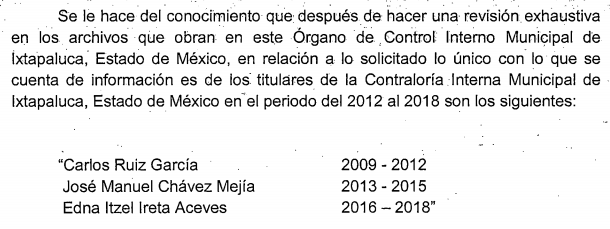 Se le hace del conocimiento que después de hacer una revisión exhaustiva
en los archivos que obran en este Órgano de Control Interno Municipal de
Ixtapaluca, Estado de México, en relación a lo solicitado lo único con lo que se
cuenta de información es de los titulares de la Contraloría Interna Municipal de
Ixtapaluca, Estado de México en el periodo del 2012 al 2018 son los siguientes:
“Carlos Ruiz García 2009 - 2012
José Manuel Chávez Mejía 2013 - 2015
Edna Itzel Ireta Aceves 2016 – 2018”